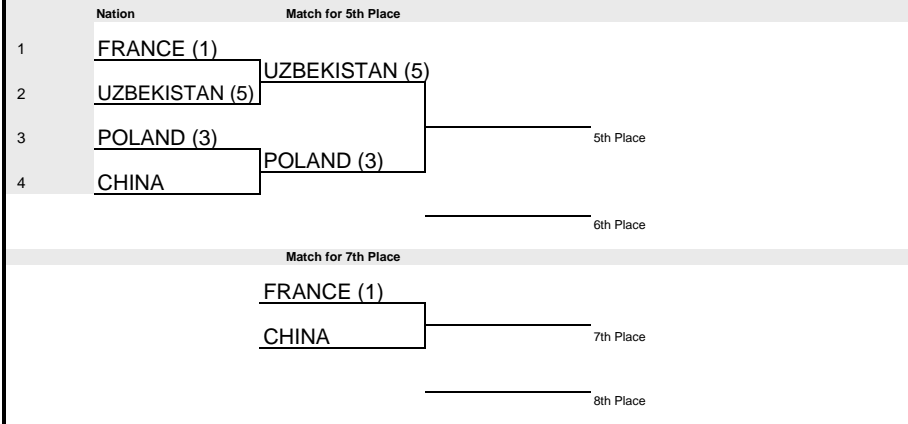 Nation Match for 5th Place
1 FRANCE (1)
UZBEKISTAN (5)
2 UZBEKISTAN (5)
3 POLAND (3) 5th Place
POLAND (3)
4 CHINA
6th Place
Match for 7th Place
FRANCE (1)
CHINA 7th Place
8th Place